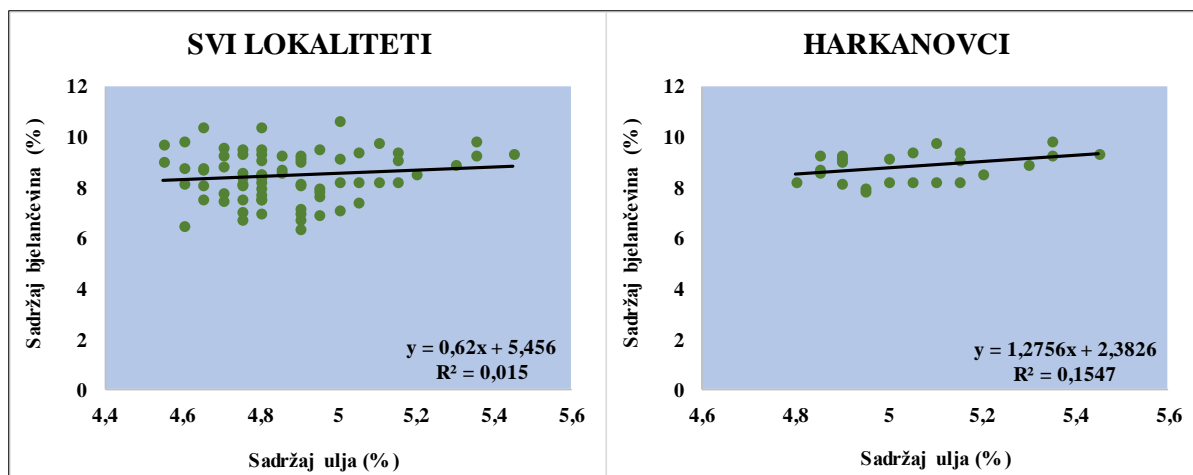 SVI LOKALITETI
Sadržaj bjelančevina (%)
12
10
8
6
4
2
0
y = 0,62x + 5,456
R² = 0,015
4,4 4,6 4,8 5 5,2 5,4 5,6
Sadržaj ulja (%)
HARKANOVCI
Sadržaj bjelančevina (%)
12
10
8
6
4
2
0
y = 1,2756x + 2,3826
R² = 0,1547
4,6 4,8 5 5,2 5,4 5,6
Sadržaj ulja (%)